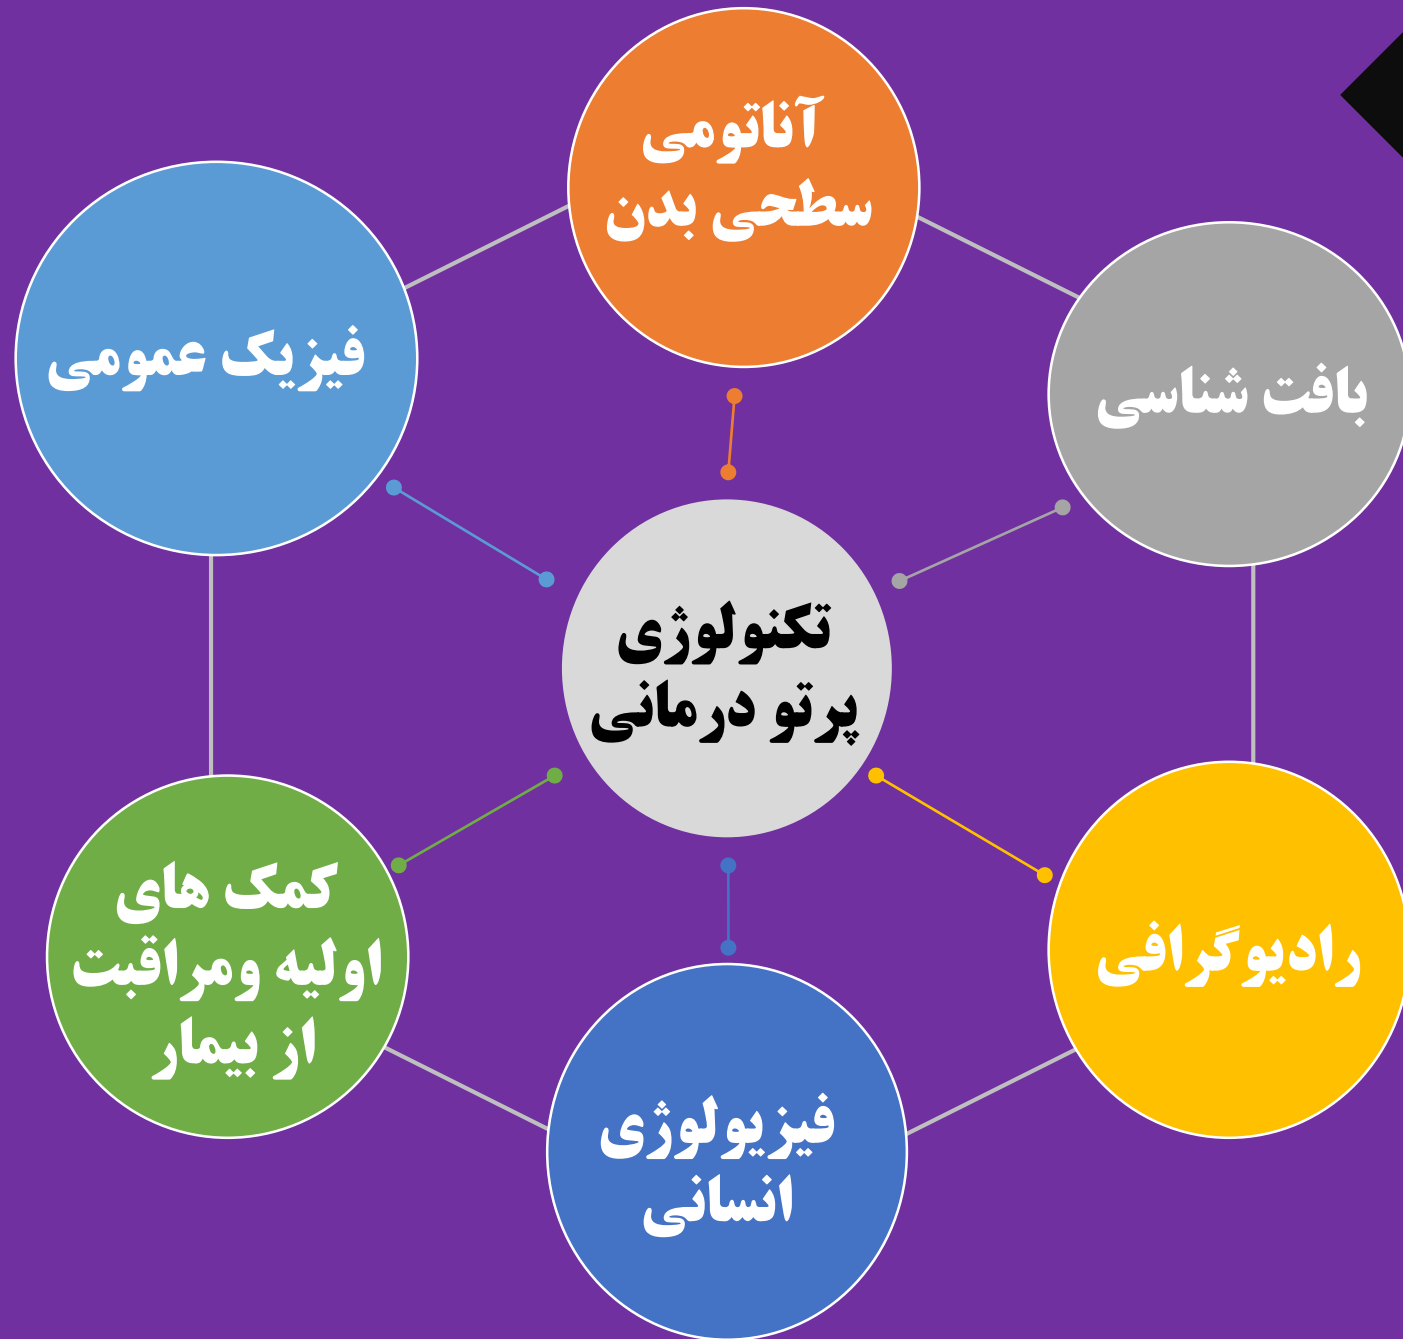 آناتومی
سطحی بدن
فیزیک عمومی
بافت شناسی
تکنولوژی
پرتو درمانی
کمک های
اولیه ومراقبت
از بیمار
رادیوگرافی
فیزیولوژی
انسانی